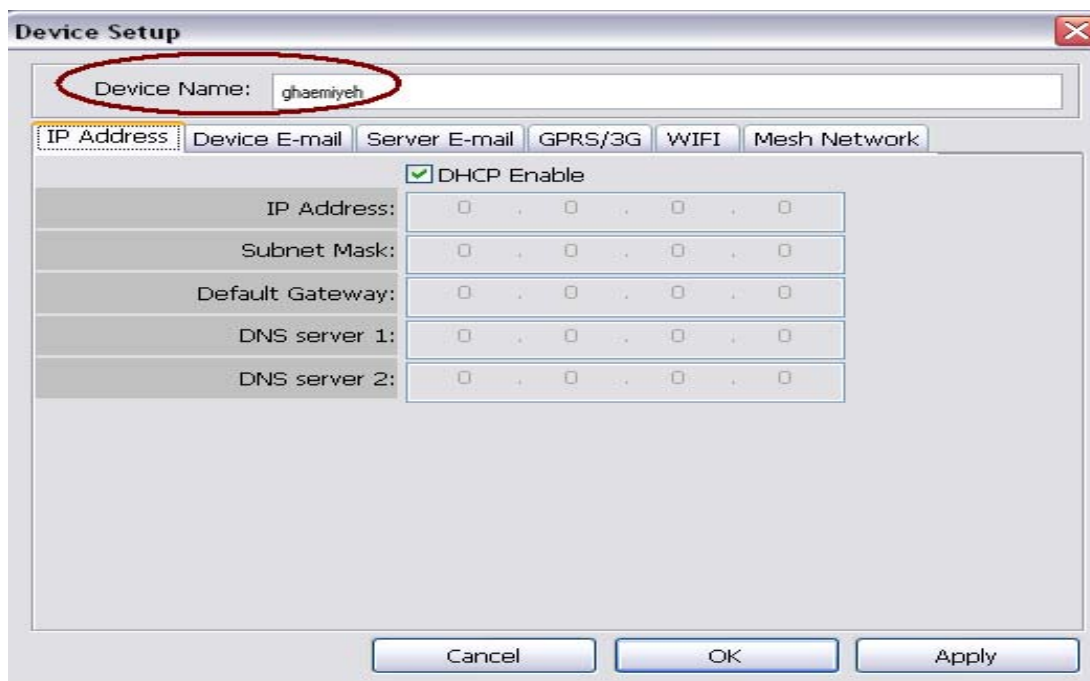 Device Setup
Device Name: ghaemiyeh
IP Address Device E-mail Server E-mail GPRS/3G WIFI Mesh Network
DHCP Enable
IP Address: 0 . 0 . 0 . 0
Subnet Mask: 0 . 0 . 0 . 0
Default Gateway: 0 . 0 . 0 . 0
DNS server 1: 0 . 0 . 0 . 0
DNS server 2: 0 . 0 . 0 . 0
Cancel OK Apply